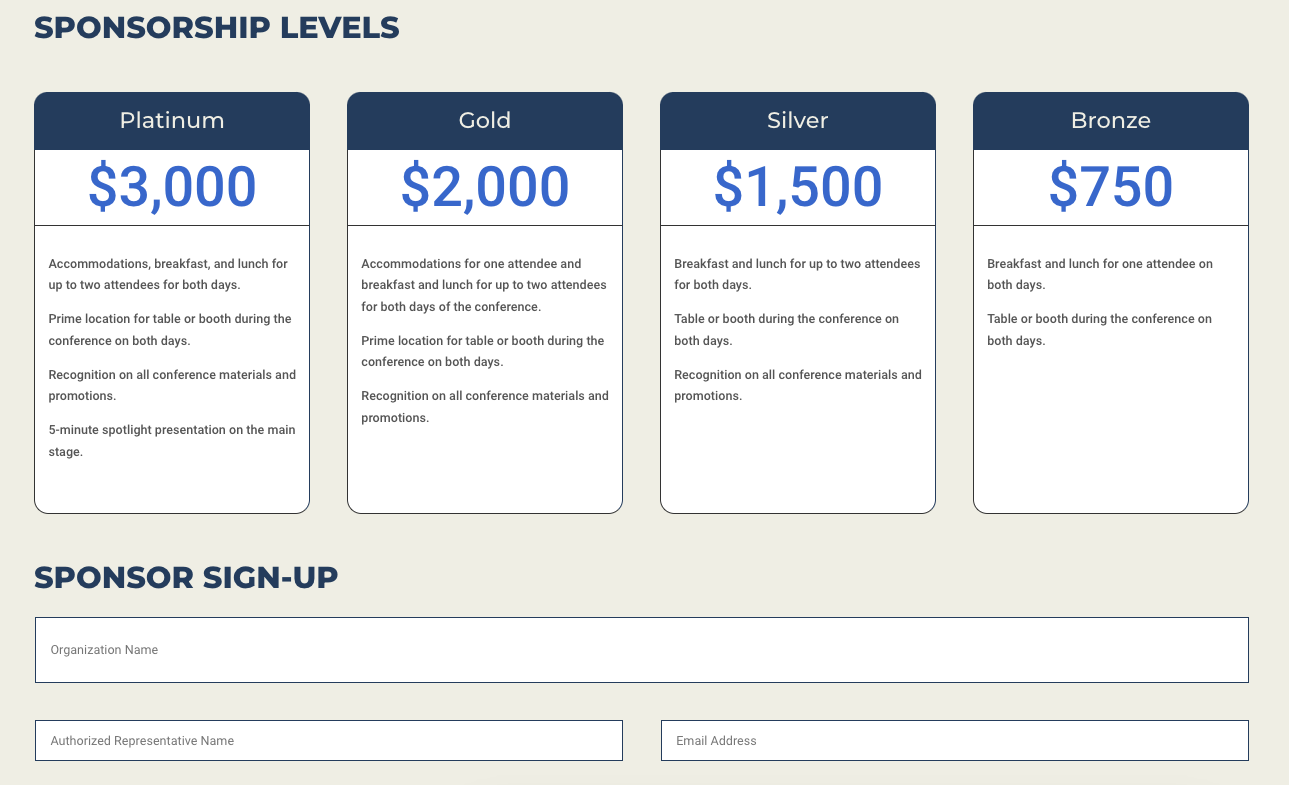 SPONSORSHIP LEVELS
Platinum
$3,000
Accommodations, breakfast, and lunch for
up to two attendees for both days.
Prime location for table or booth during the
conference on both days.
Recognition on all conference materials and
promotions.
5-minute spotlight presentation on the main
stage.
Gold
$2,000
Accommodations for one attendee and
breakfast and lunch for up to two attendees
for both days of the conference.
Prime location for table or booth during the
conference on both days.
Recognition on all conference materials and
promotions.
Silver
$1,500
Breakfast and lunch for up to two attendees
for both days.
Table or booth during the conference on
both days.
Recognition on all conference materials and
promotions.
Bronze
$750
Breakfast and lunch for one attendee on
both days.
Table or booth during the conference on
both days.
SPONSOR SIGN-UP
Organization Name
Authorized Representative Name
Email Address